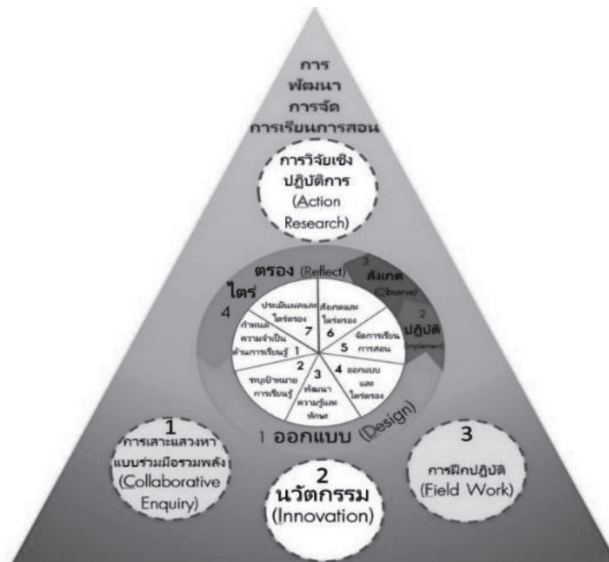 การ
พัฒนา
การจัด
การเรียนการสอน
การวิจัยเชิง
ปฏิบัติการ
(Action
Research)
ไตร่
ตรอง (Reflect)
4
3
สังเกต
(Observe)
2
ปฏิบัติ
(Implement)
1 ออกแบบ (Design)
กำหนด
ความจำเป็น
ด้านการเรียนรู้ 1
2
ระบุเป้าหมาย
การเรียนรู้
3
พัฒนา
ความรู้และ
ทักษะ
4 ออกแบบ
และ
ไตร่ตรอง
จัดการเรียน
5 การสอน
สังเกตและ
ไตร่ตรอง
6
ประเมินผลและ
ไตร่ตรอง
7
1
การเสาะแสวงหา
แบบร่วมมือรวมพลัง
(Collaborative
Enquiry)
2
นวัตกรรม
(Innovation)
3
การฝึกปฏิบัติ
(Field Work)